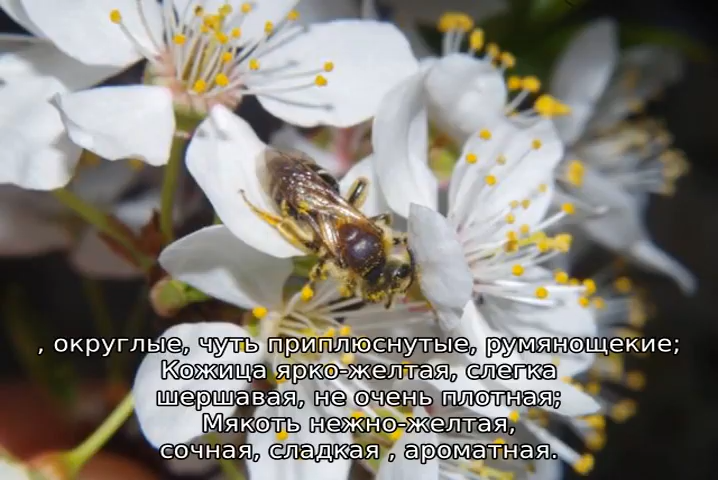 , округлые, чуть приплюснутые, румянощекие;
Кожица ярко-желтая, слегка
шершавая, не очень плотная;
Мякоть нежно-желтая,
сочная, сладкая , ароматная.